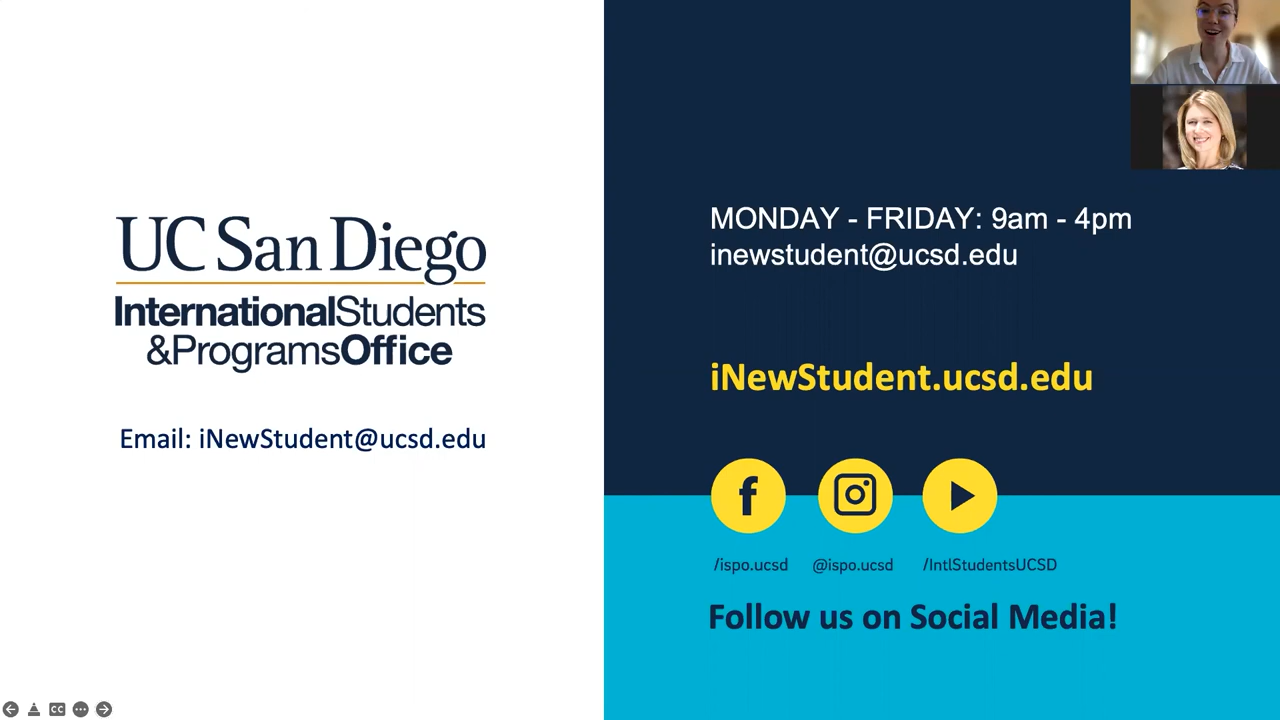 UC San Diego
InternationalStudents
&ProgramsOffice
Email: iNewStudent@ucsd.edu
MONDAY - FRIDAY: 9am - 4pm
inewstudent@ucsd.edu
iNewStudent.ucsd.edu
f
/ispo.ucsd @ispo.ucsd /IntlStudentsUCSD
Follow us on Social Media!
CC